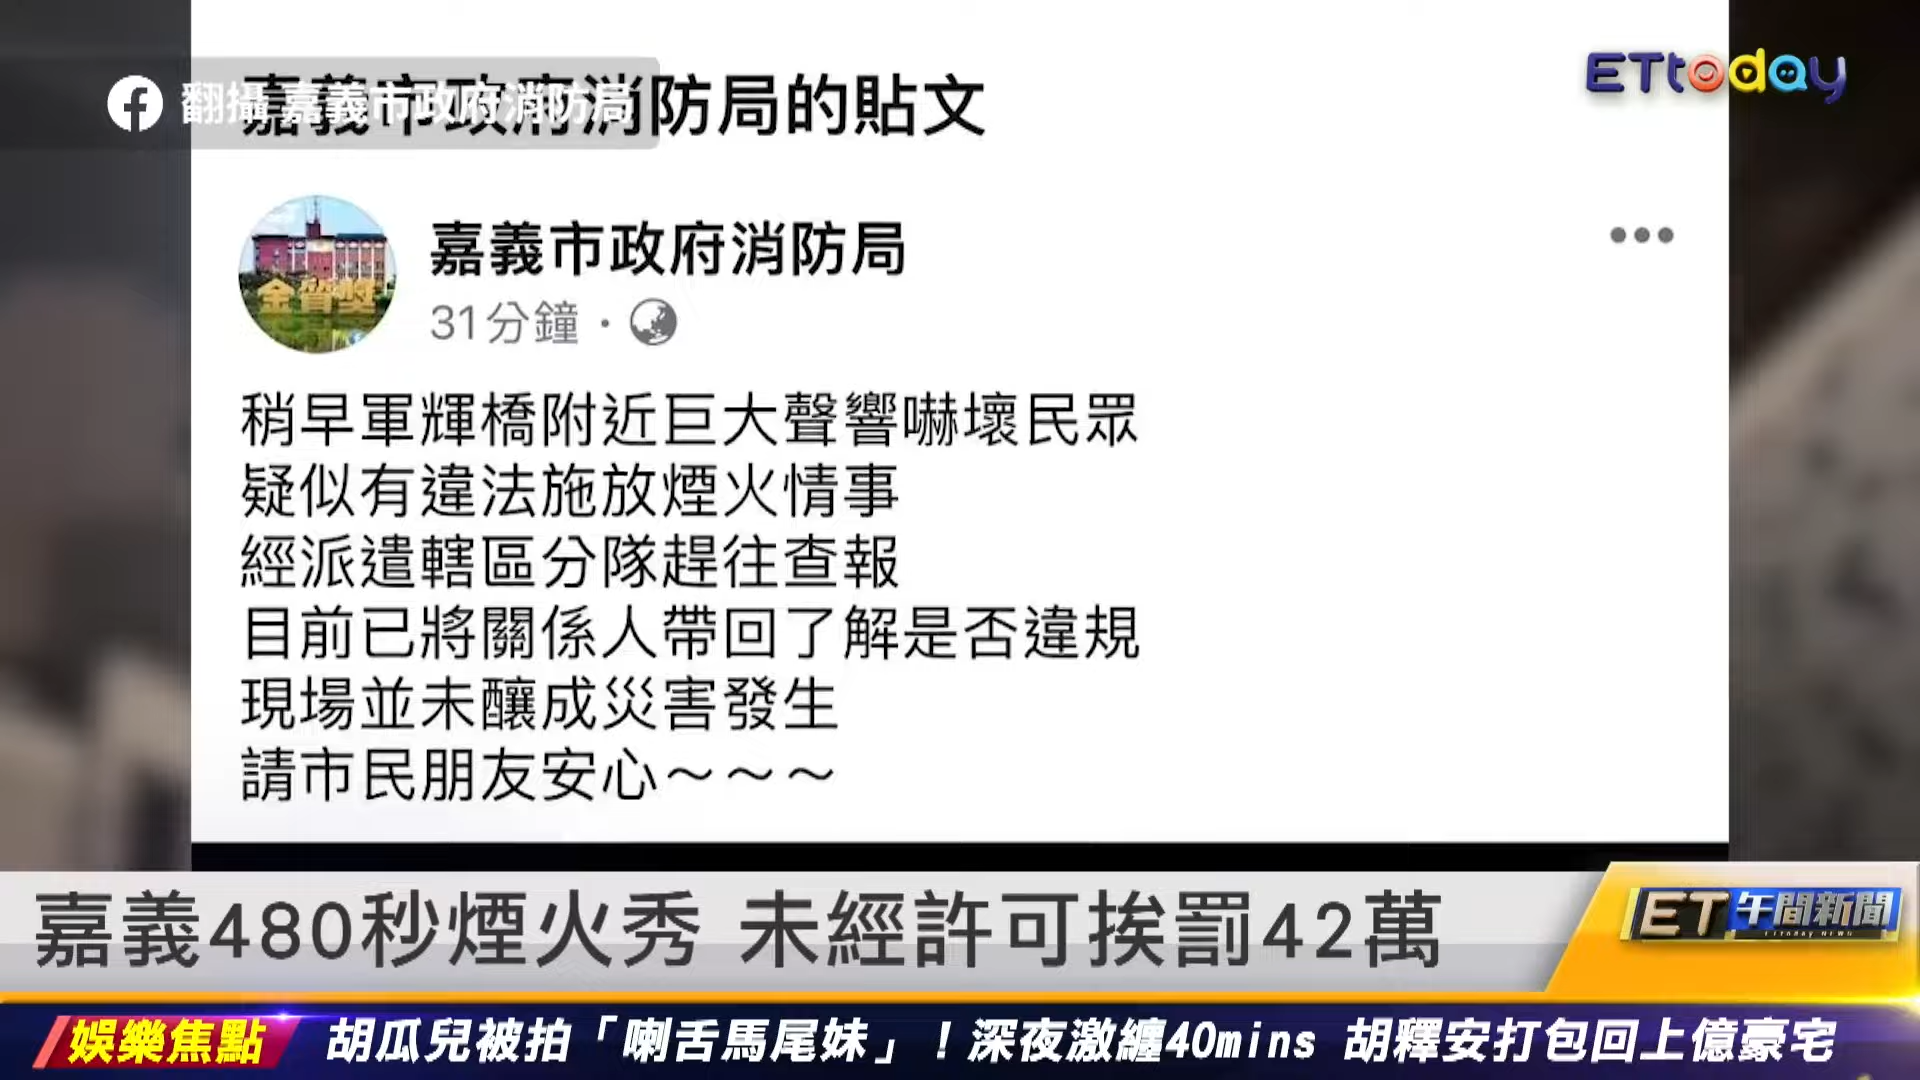 嘉義市政府消防局的貼文
翻攝 嘉義市政府消防局
ETtoday
嘉義市政府消防局
31分鐘 ·
金質獎
稍早軍輝橋附近巨大聲響嚇壞民眾
疑似有違法施放煙火情事
經派遣轄區分隊趕往查報
目前已將關係人帶回了解是否違規
現場並未釀成災害發生
請市民朋友安心～～～
嘉義480秒煙火秀 未經許可挨罰42萬
ET午間新聞
ETtoday NEWS
娛樂焦點
胡瓜兒被拍「喇舌馬尾妹」！深夜激纏40mins 胡釋安打包回上億豪宅